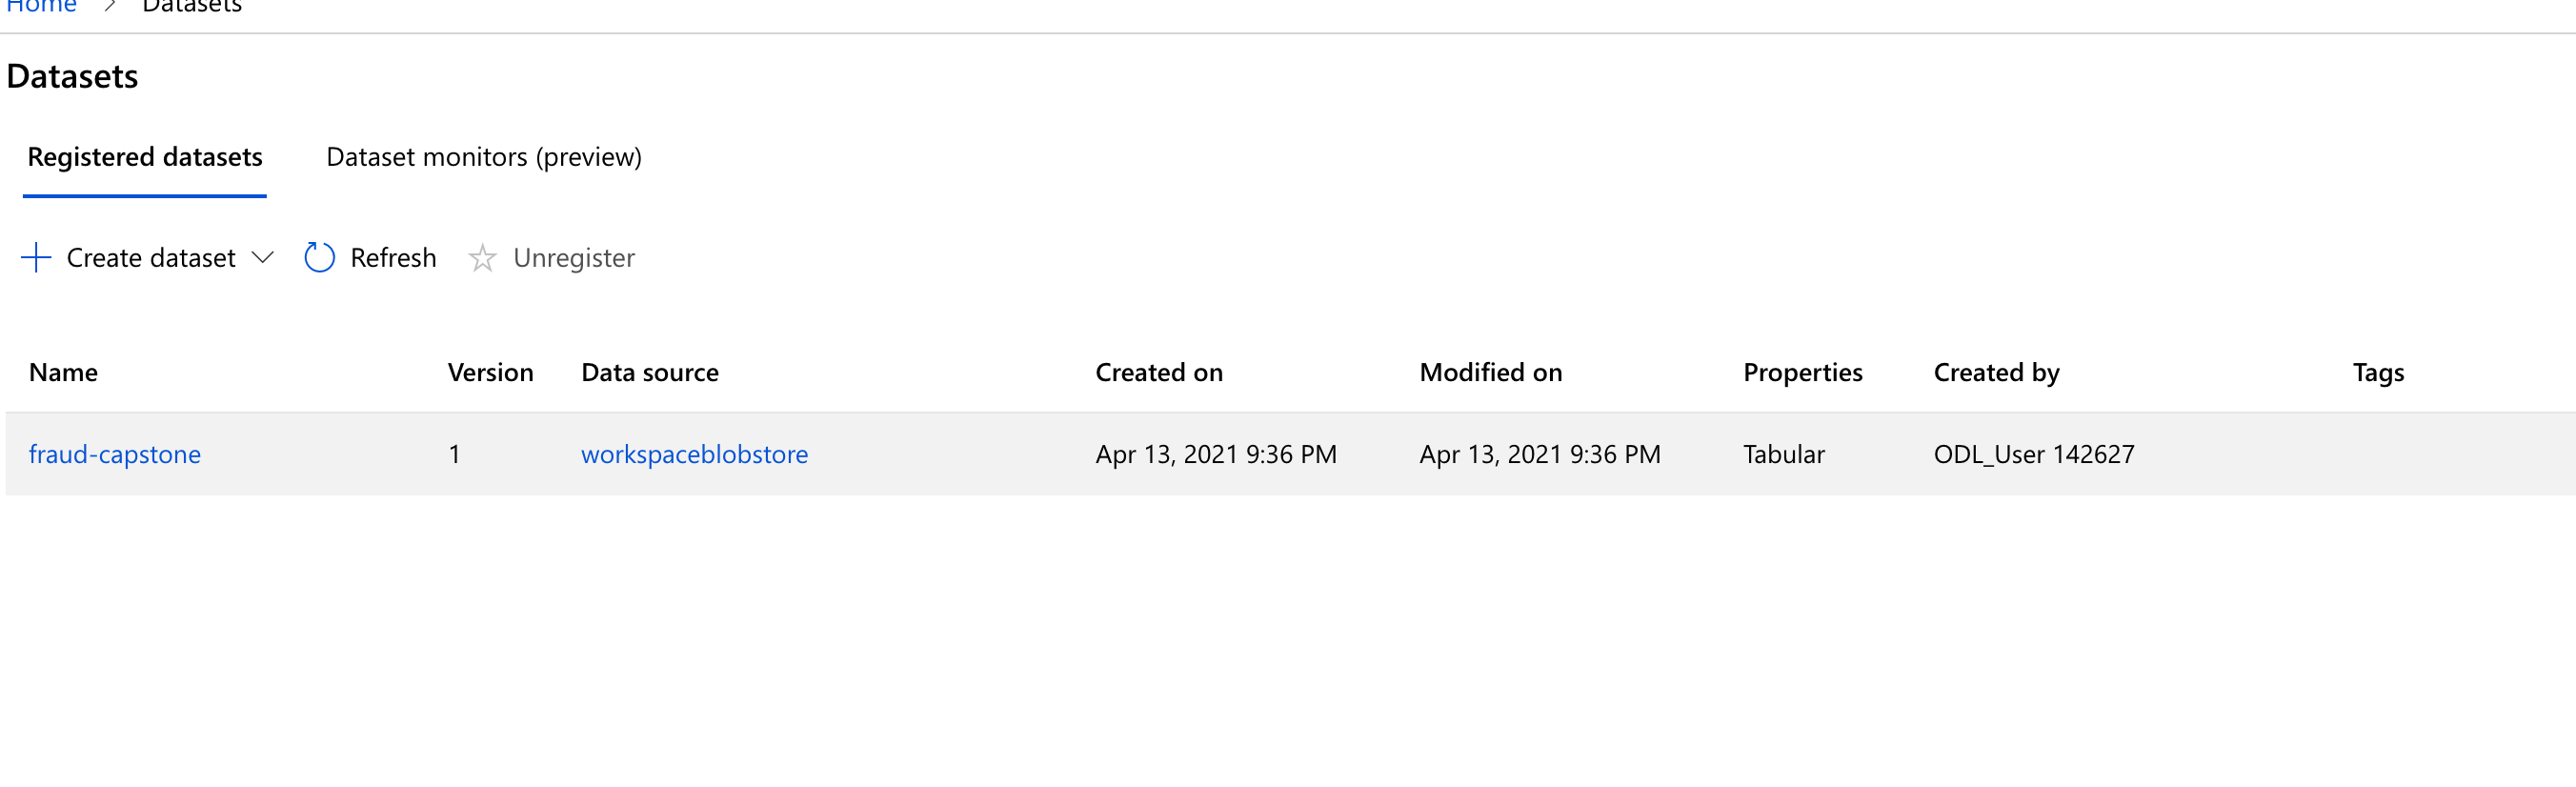 Home > Datasets
Datasets
Registered datasets Dataset monitors (preview)
Create dataset Refresh Unregister
Name Version Data source Created on Modified on Properties Created by Tags
fraud-capstone 1 workspaceblobstore Apr 13, 2021 9:36 PM Apr 13, 2021 9:36 PM Tabular ODL_User 142627